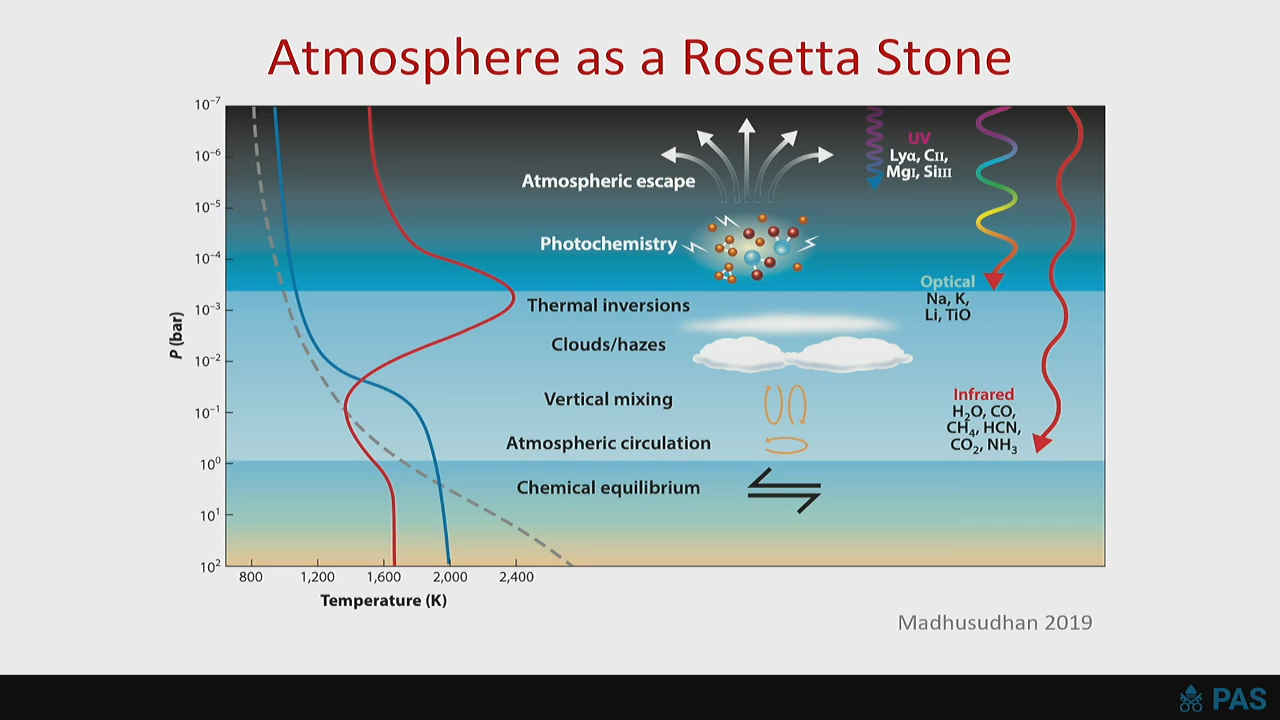 Atmosphere as a Rosetta Stone
10⁻⁷
10⁻⁶
10⁻⁵
10⁻⁴
10⁻³
10⁻²
10⁻¹
10⁰
10¹
10²
P (bar)
800
1,200
1,600
2,000
2,400
Temperature (K)
Atmospheric escape
Photochemistry
Thermal inversions
Clouds/hazes
Vertical mixing
Atmospheric circulation
Chemical equilibrium
UV
Lyα, CII,
MgI, SiIII
Optical
Na, K,
Li, TiO
Infrared
H₂O, CO,
CH₄, HCN,
CO₂, NH₃
Madhusudhan 2019
PAS